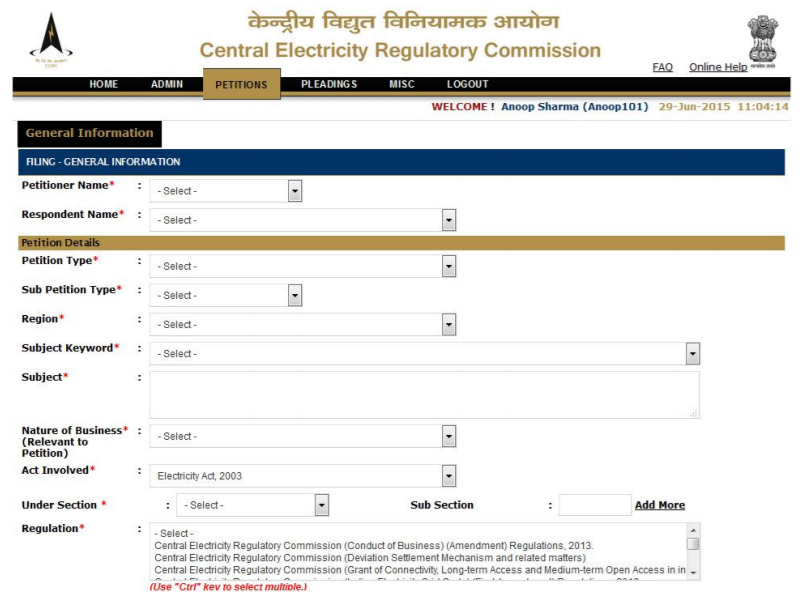 केन्द्रीय विद्युत विनियामक आयोग
Central Electricity Regulatory Commission
CERC
FAQ Online Help
HOME ADMIN PETITIONS PLEADINGS MISC LOGOUT
WELCOME ! Anoop Sharma (Anoop101) 29-Jun-2015 11:04:14
General Information
FILING - GENERAL INFORMATION
Petitioner Name* : - Select -
Respondent Name* : - Select -
Petition Details
Petition Type* : - Select -
Sub Petition Type* : - Select -
Region* : - Select -
Subject Keyword* : - Select -
Subject* :
Nature of Business* : - Select -
(Relevant to
Petition)
Act Involved* : Electricity Act, 2003
Under Section * : - Select - Sub Section : Add More
Regulation* : - Select -
Central Electricity Regulatory Commission (Conduct of Business) (Amendment) Regulations, 2013.
Central Electricity Regulatory Commission (Deviation Settlement Mechanism and related matters)
Central Electricity Regulatory Commission (Grant of Connectivity, Long-term Access and Medium-term Open Access in in
(Use "Ctrl" key to select multiple.)